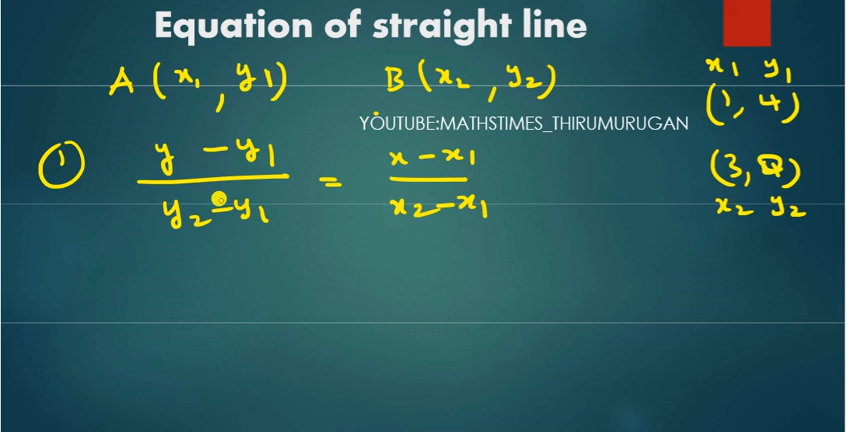 Equation of straight line
A (x₁, y₁) B (x₂, y₂) x₁ y₁
(1, 4)
YOUTUBE:MATHSTIMES_THIRUMURUGAN
① y - y₁ / y₂ - y₁ = x - x₁ / x₂ - x₁
(3, )
x₂ y₂